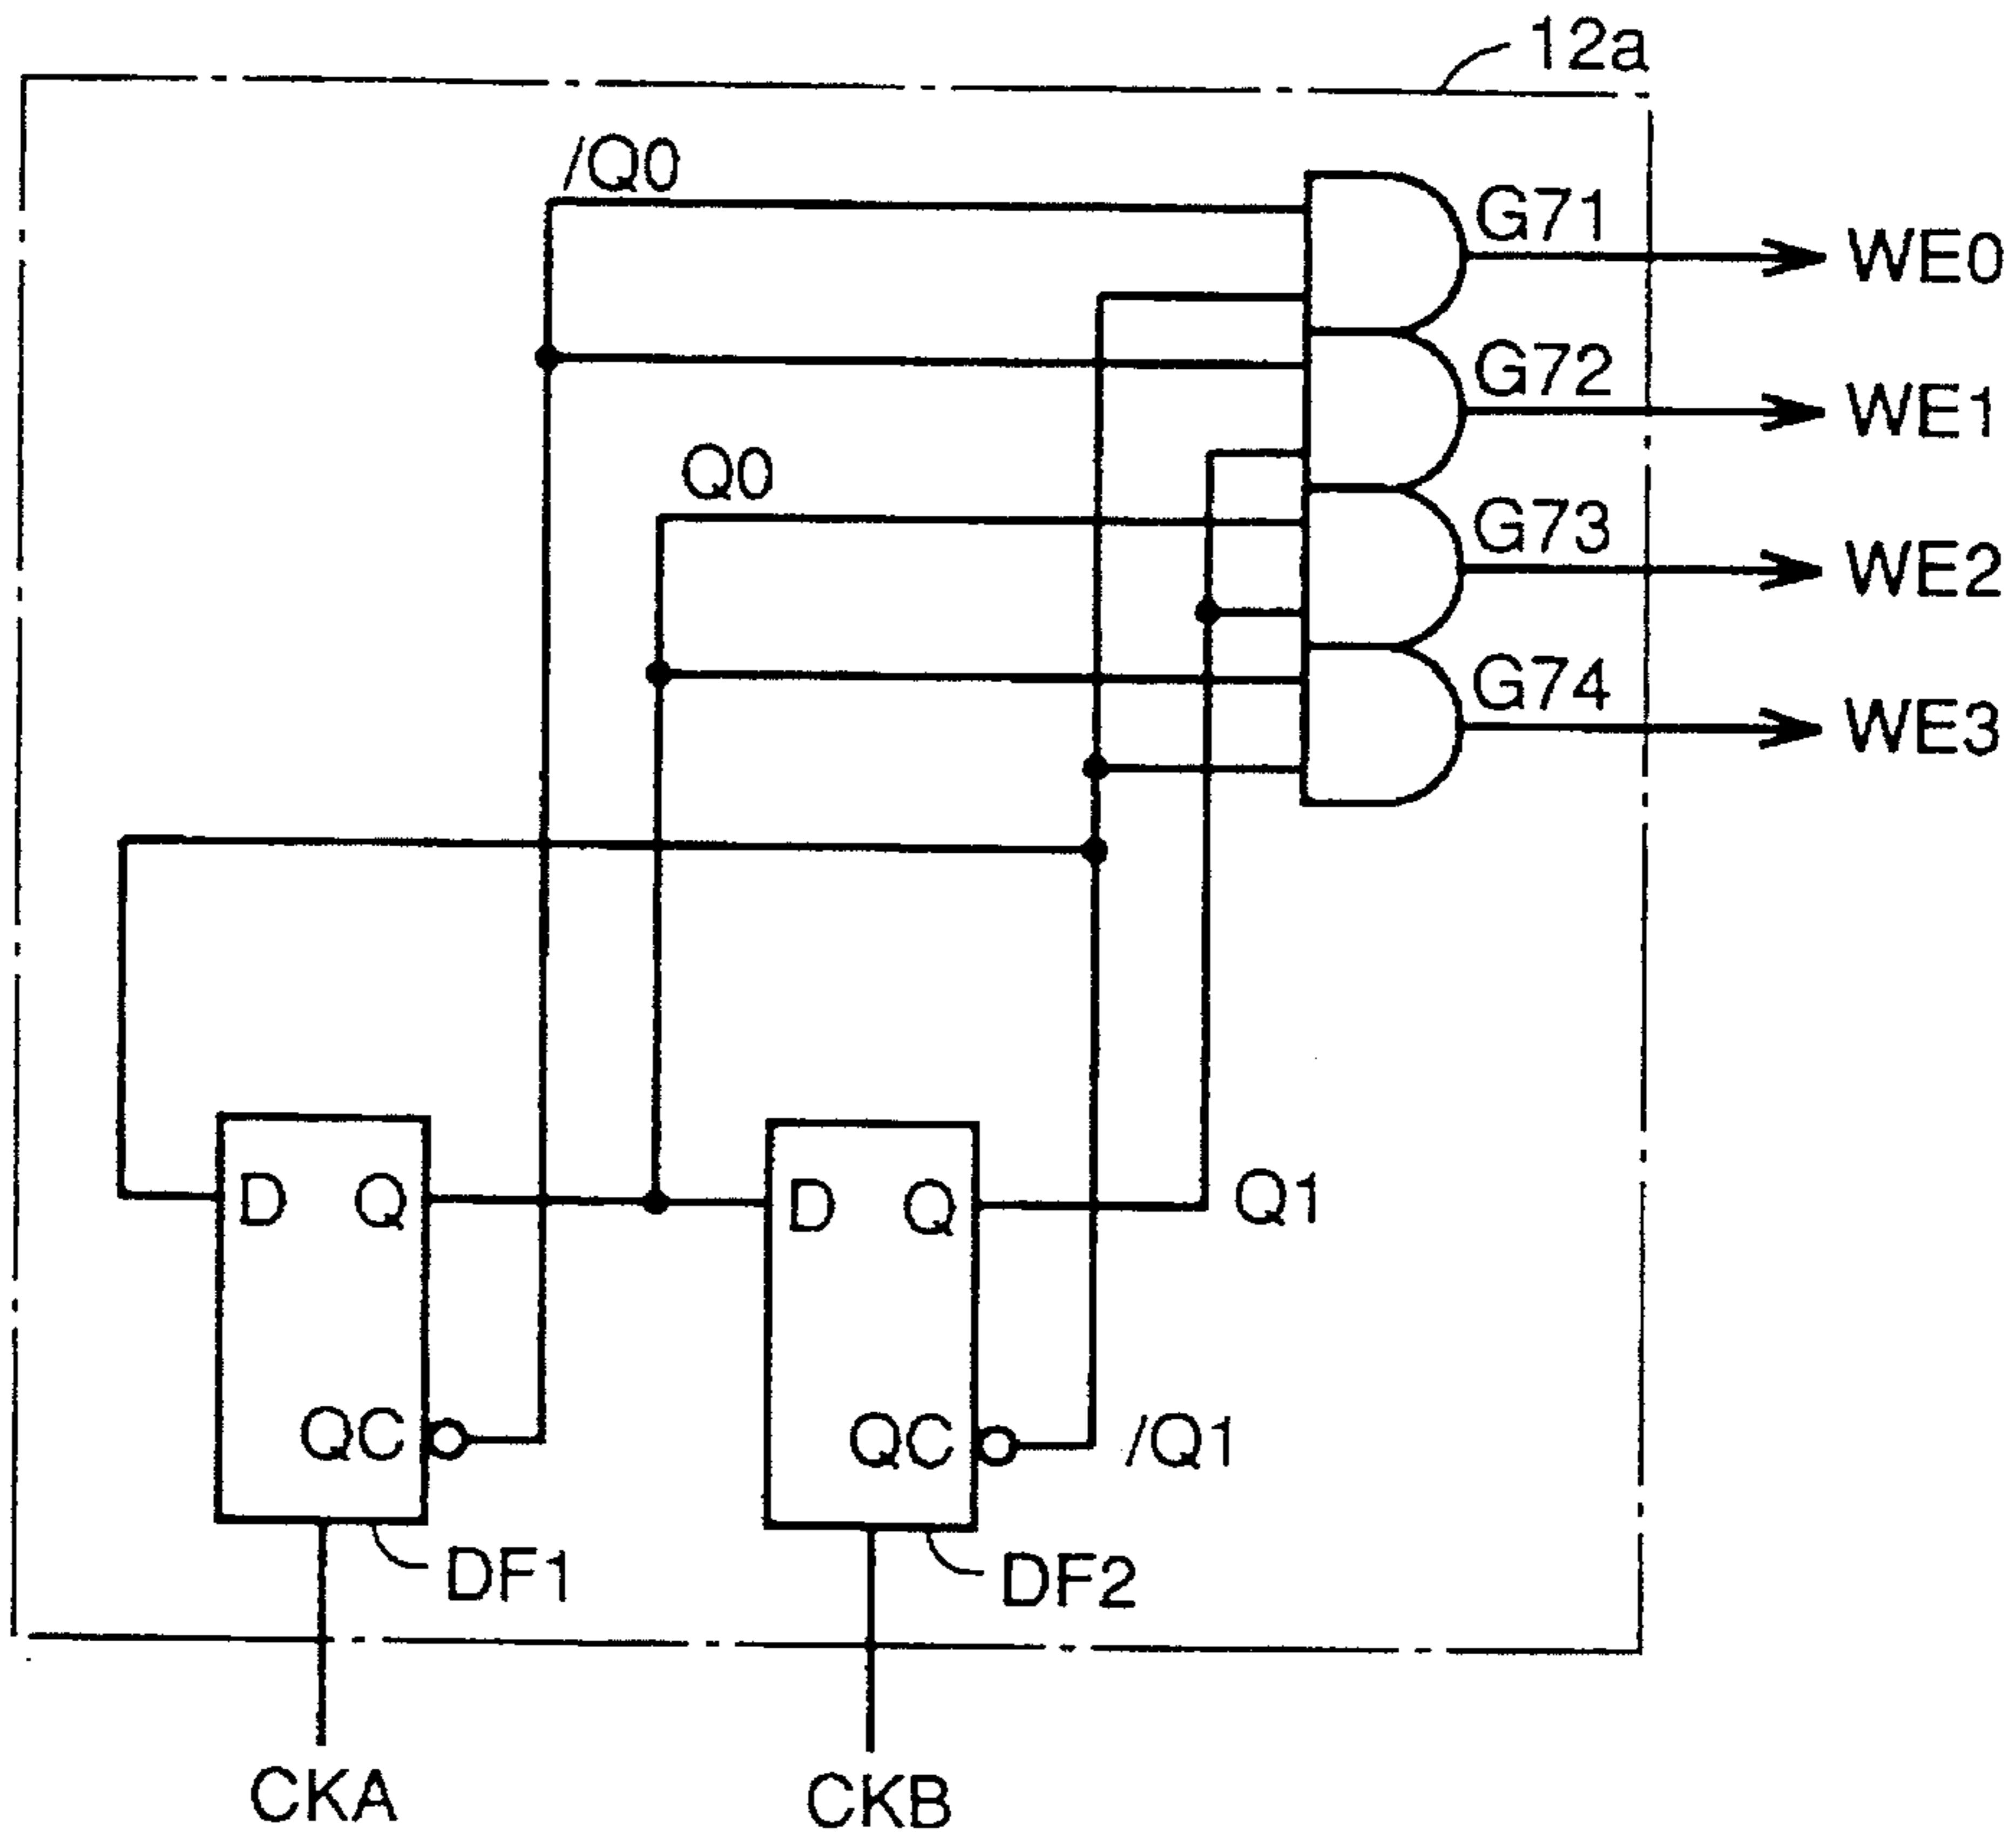 12a
/Q0
G71
WE0
G72
WE1
Q0
G73
WE2
G74
WE3
D Q
D Q
Q1
QC
QC
/Q1
DF1
DF2
CKA
CKB